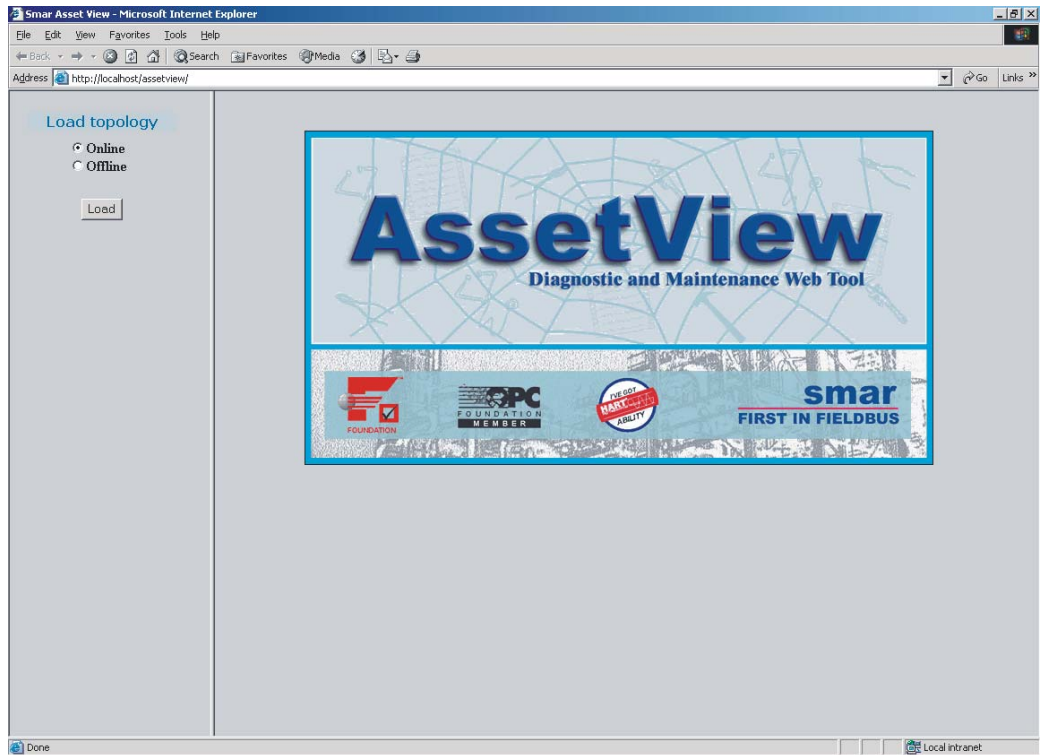 Smar Asset View - Microsoft Internet Explorer
File Edit View Favorites Tools Help
Back Search Favorites Media
Address http://localhost/assetview/ Go Links »
Load topology
Online
Offline
Load
AssetView
Diagnostic and Maintenance Web Tool
FOUNDATION
OPC
FOUNDATION
MEMBER
I'VE GOT
HART
ABILITY
smar
FIRST IN FIELDBUS
Done Local intranet